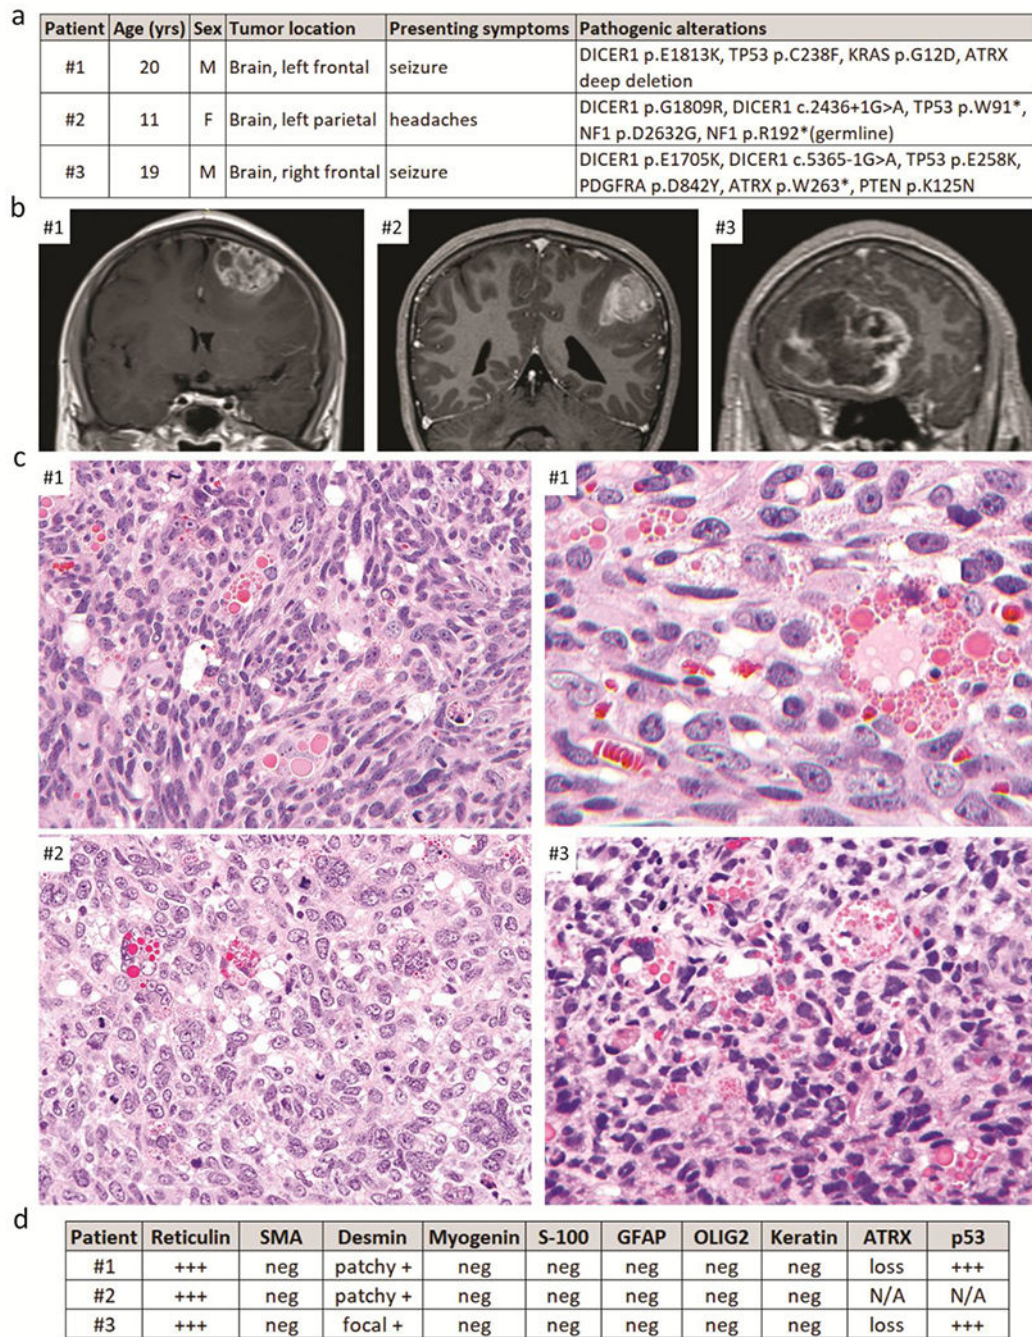 a
Patient Age (yrs) Sex Tumor location Presenting symptoms Pathogenic alterations
#1 20 M Brain, left frontal seizure DICER1 p.E1813K, TP53 p.C238F, KRAS p.G12D, ATRX
deep deletion
#2 11 F Brain, left parietal headaches DICER1 p.G1809R, DICER1 c.2436+1G>A, TP53 p.W91*,
NF1 p.D2632G, NF1 p.R192*(germline)
#3 19 M Brain, right frontal seizure DICER1 p.E1705K, DICER1 c.5365-1G>A, TP53 p.E258K,
PDGFRA p.D842Y, ATRX p.W263*, PTEN p.K125N
b
#1 #2 #3
c
#1 #1
#2 #3
d
Patient Reticulin SMA Desmin Myogenin S-100 GFAP OLIG2 Keratin ATRX p53
#1 +++ neg patchy + neg neg neg neg neg loss +++
#2 +++ neg patchy + neg neg neg neg neg N/A N/A
#3 +++ neg focal + neg neg neg neg neg loss +++